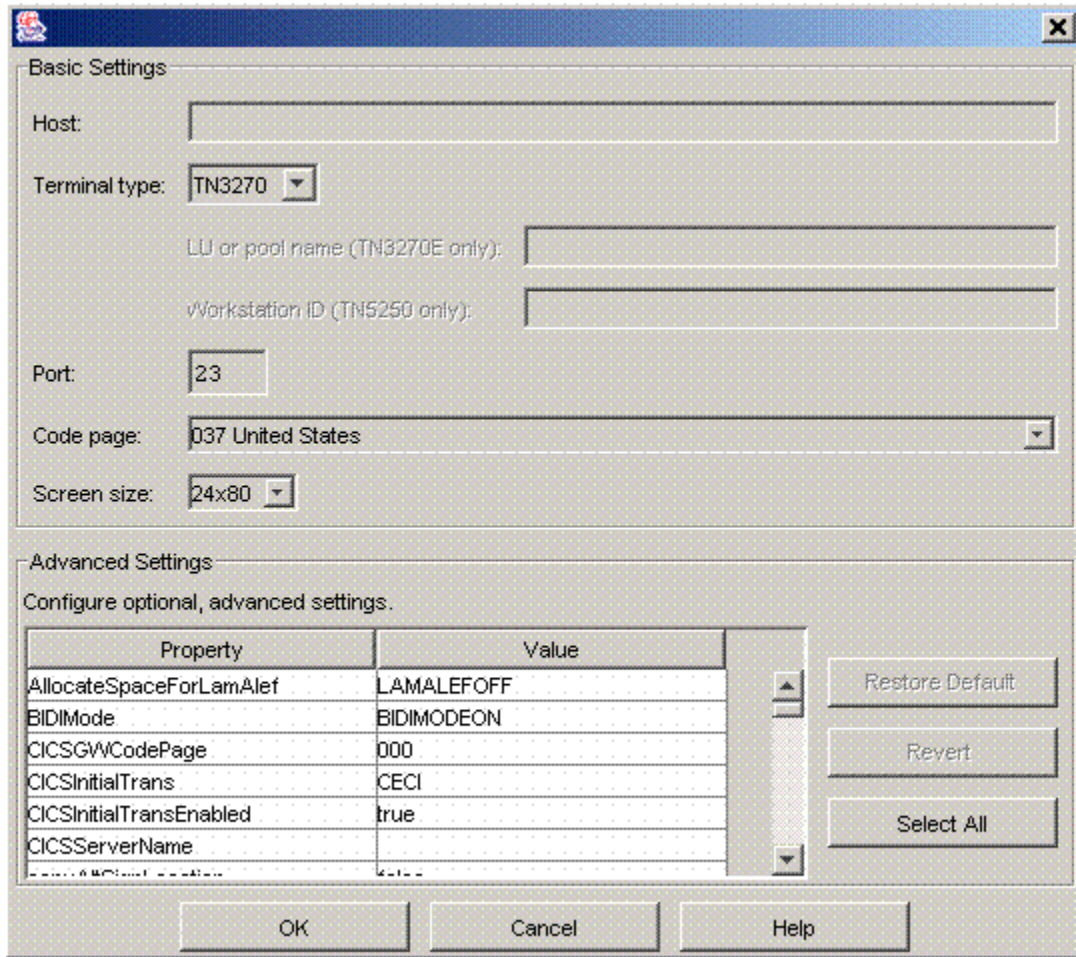 Basic Settings
Host:
Terminal type: TN3270
LU or pool name (TN3270E only):
Workstation ID (TN5250 only):
Port: 23
Code page: 037 United States
Screen size: 24x80
Advanced Settings
Configure optional, advanced settings.
Property Value
AllocateSpaceForLamAlef LAMALEFOFF
BIDIMode BIDIMODEON
CICSGWCodePage 000
CICSInitialTrans CECI
CICSInitialTransEnabled true
CICSServerName
false
Restore Default
Revert
Select All
OK Cancel Help